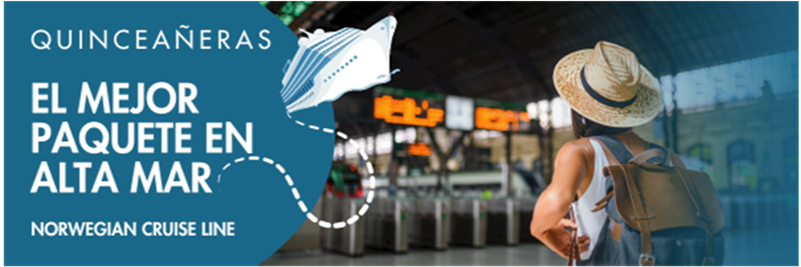 QUINCEAÑERAS
EL MEJOR
PAQUETE EN
ALTA MAR
NORWEGIAN CRUISE LINE